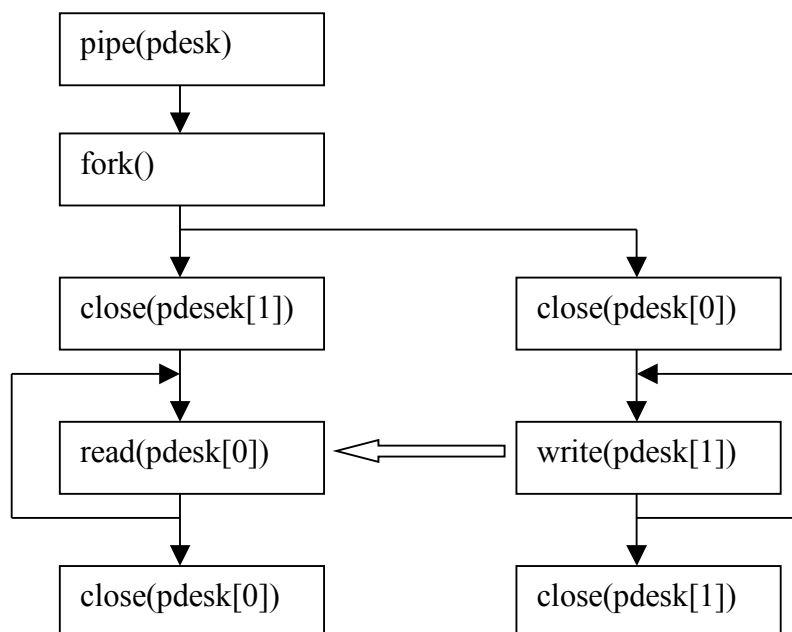 pipe(pdesk)
fork()
close(pdesek[1])
close(pdesk[0])
read(pdesk[0])
write(pdesk[1])
close(pdesk[0])
close(pdesk[1])